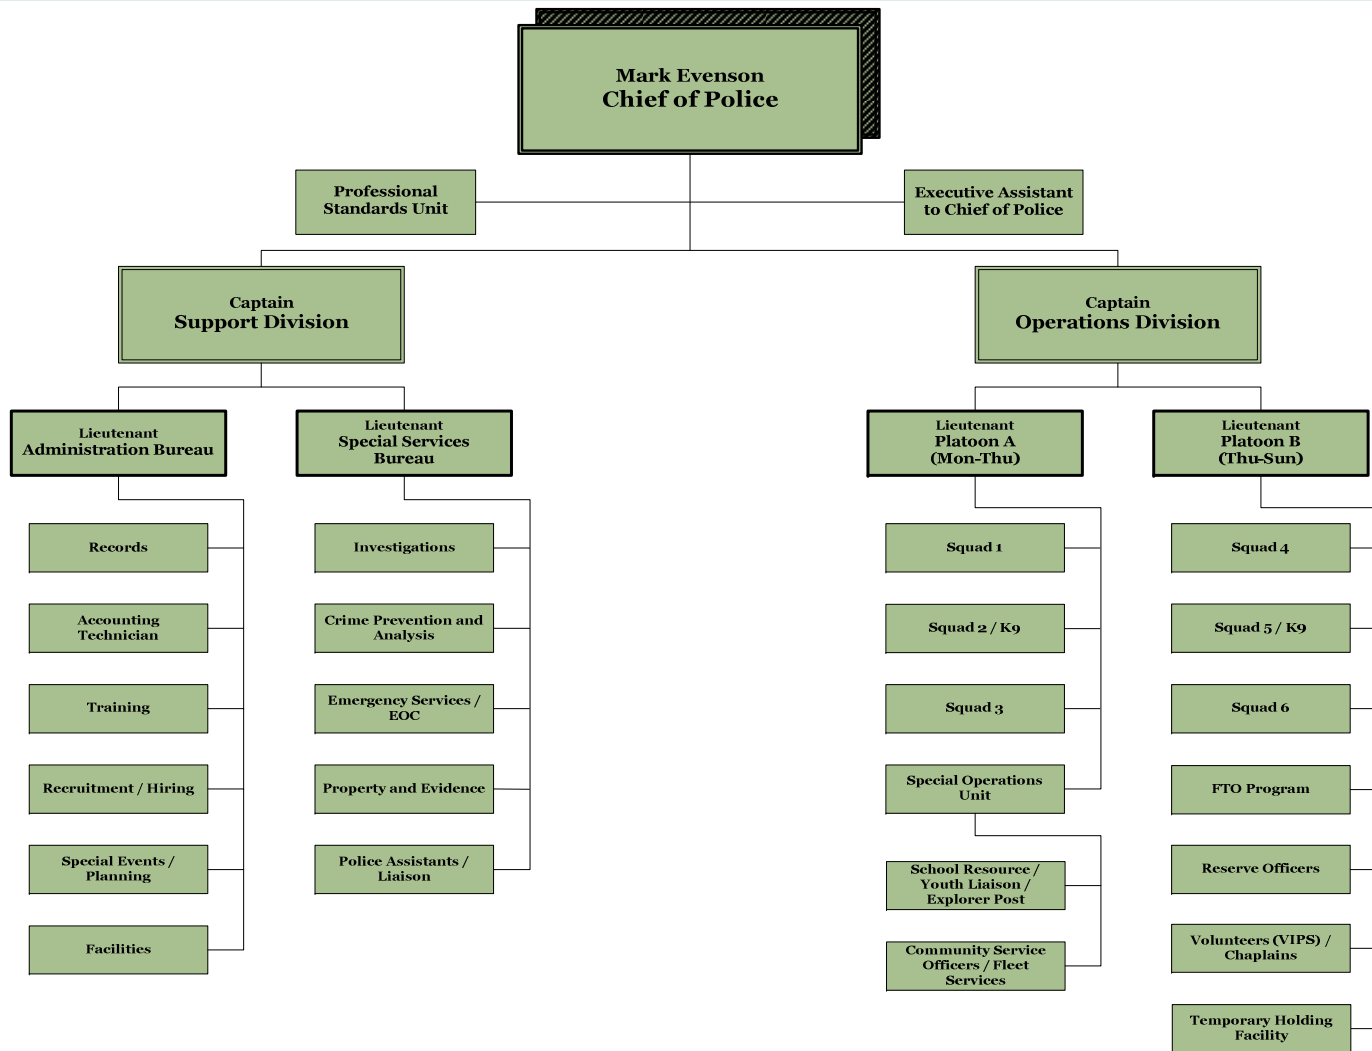 Mark Evenson
Chief of Police
Professional
Standards Unit
Executive Assistant
to Chief of Police
Captain
Support Division
Captain
Operations Division
Lieutenant
Administration Bureau
Lieutenant
Special Services
Bureau
Lieutenant
Platoon A
(Mon-Thu)
Lieutenant
Platoon B
(Thu-Sun)
Records
Accounting
Technician
Training
Recruitment / Hiring
Special Events /
Planning
Facilities
Investigations
Crime Prevention and
Analysis
Emergency Services /
EOC
Property and Evidence
Police Assistants /
Liaison
Squad 1
Squad 2 / K9
Squad 3
Special Operations
Unit
School Resource /
Youth Liaison /
Explorer Post
Community Service
Officers / Fleet
Services
Squad 4
Squad 5 / K9
Squad 6
FTO Program
Reserve Officers
Volunteers (VIPS) /
Chaplains
Temporary Holding
Facility